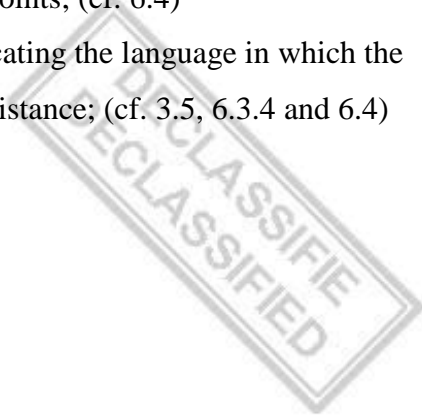 oints; (cf. 6.4)
cating the language in which the
istance; (cf. 3.5, 6.3.4 and 6.4)
DECLASSIFIE
DECLASSIFIED